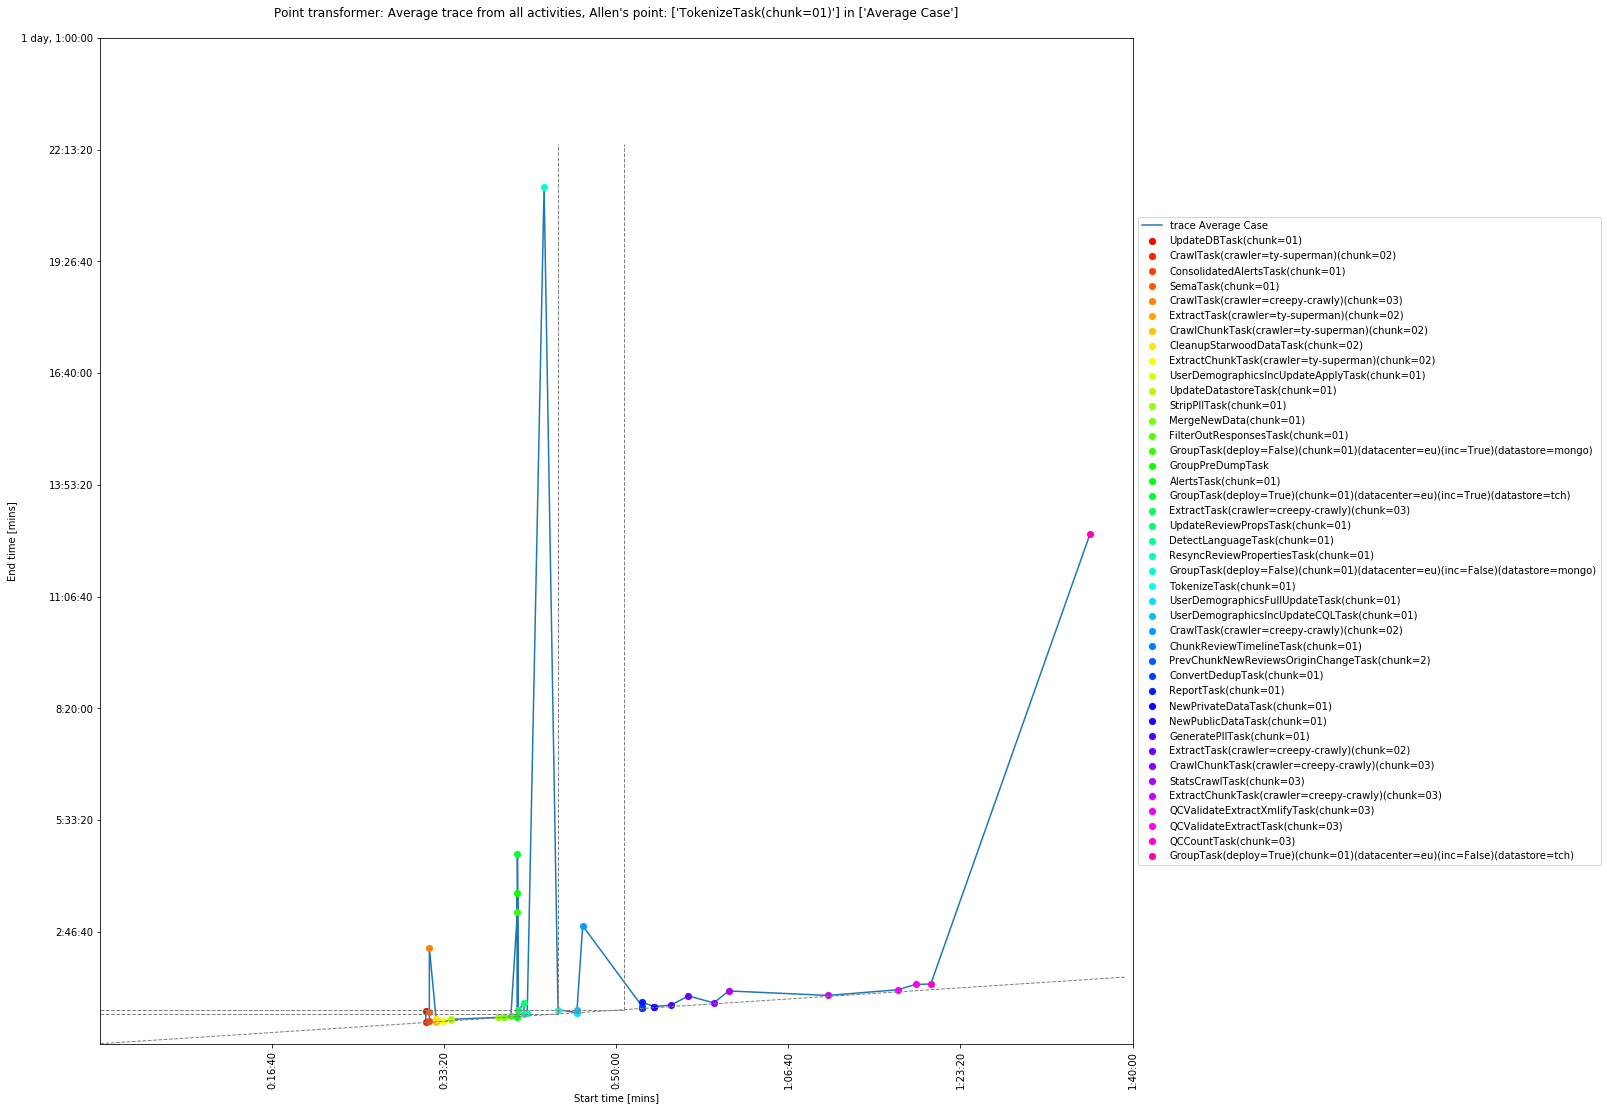 Point transformer: Average trace from all activities, Allen's point: ['TokenizeTask(chunk=01)'] in ['Average Case']
1 day, 1:00:00
22:13:20
19:26:40
16:40:00
13:53:20
11:06:40
8:20:00
5:33:20
2:46:40
End time [mins]
0:16:40
0:33:20
0:50:00
1:06:40
1:23:20
1:40:00
Start time [mins]
trace Average Case
UpdateDBTask(chunk=01)
CrawlTask(crawler=ty-superman)(chunk=02)
ConsolidatedAlertsTask(chunk=01)
SemaTask(chunk=01)
CrawlTask(crawler=creepy-crawly)(chunk=03)
ExtractTask(crawler=ty-superman)(chunk=02)
CrawlChunkTask(crawler=ty-superman)(chunk=02)
CleanupStarwoodDataTask(chunk=02)
ExtractChunkTask(crawler=ty-superman)(chunk=02)
UserDemographicsIncUpdateApplyTask(chunk=01)
UpdateDatastoreTask(chunk=01)
StripPIITask(chunk=01)
MergeNewData(chunk=01)
FilterOutResponsesTask(chunk=01)
GroupTask(deploy=False)(chunk=01)(datacenter=eu)(inc=True)(datastore=mongo)
GroupPreDumpTask
AlertsTask(chunk=01)
GroupTask(deploy=True)(chunk=01)(datacenter=eu)(inc=True)(datastore=tch)
ExtractTask(crawler=creepy-crawly)(chunk=03)
UpdateReviewPropsTask(chunk=01)
DetectLanguageTask(chunk=01)
ResyncReviewPropertiesTask(chunk=01)
GroupTask(deploy=False)(chunk=01)(datacenter=eu)(inc=False)(datastore=mongo)
TokenizeTask(chunk=01)
UserDemographicsFullUpdateTask(chunk=01)
UserDemographicsIncUpdateCQLTask(chunk=01)
CrawlTask(crawler=creepy-crawly)(chunk=02)
ChunkReviewTimelineTask(chunk=01)
PrevChunkNewReviewsOriginChangeTask(chunk=2)
ConvertDedupTask(chunk=01)
ReportTask(chunk=01)
NewPrivateDataTask(chunk=01)
NewPublicDataTask(chunk=01)
GeneratePIITask(chunk=01)
ExtractTask(crawler=creepy-crawly)(chunk=02)
CrawlChunkTask(crawler=creepy-crawly)(chunk=03)
StatsCrawlTask(chunk=03)
ExtractChunkTask(crawler=creepy-crawly)(chunk=03)
QCValidateExtractXmlifyTask(chunk=03)
QCValidateExtractTask(chunk=03)
QCCountTask(chunk=03)
GroupTask(deploy=True)(chunk=01)(datacenter=eu)(inc=False)(datastore=tch)